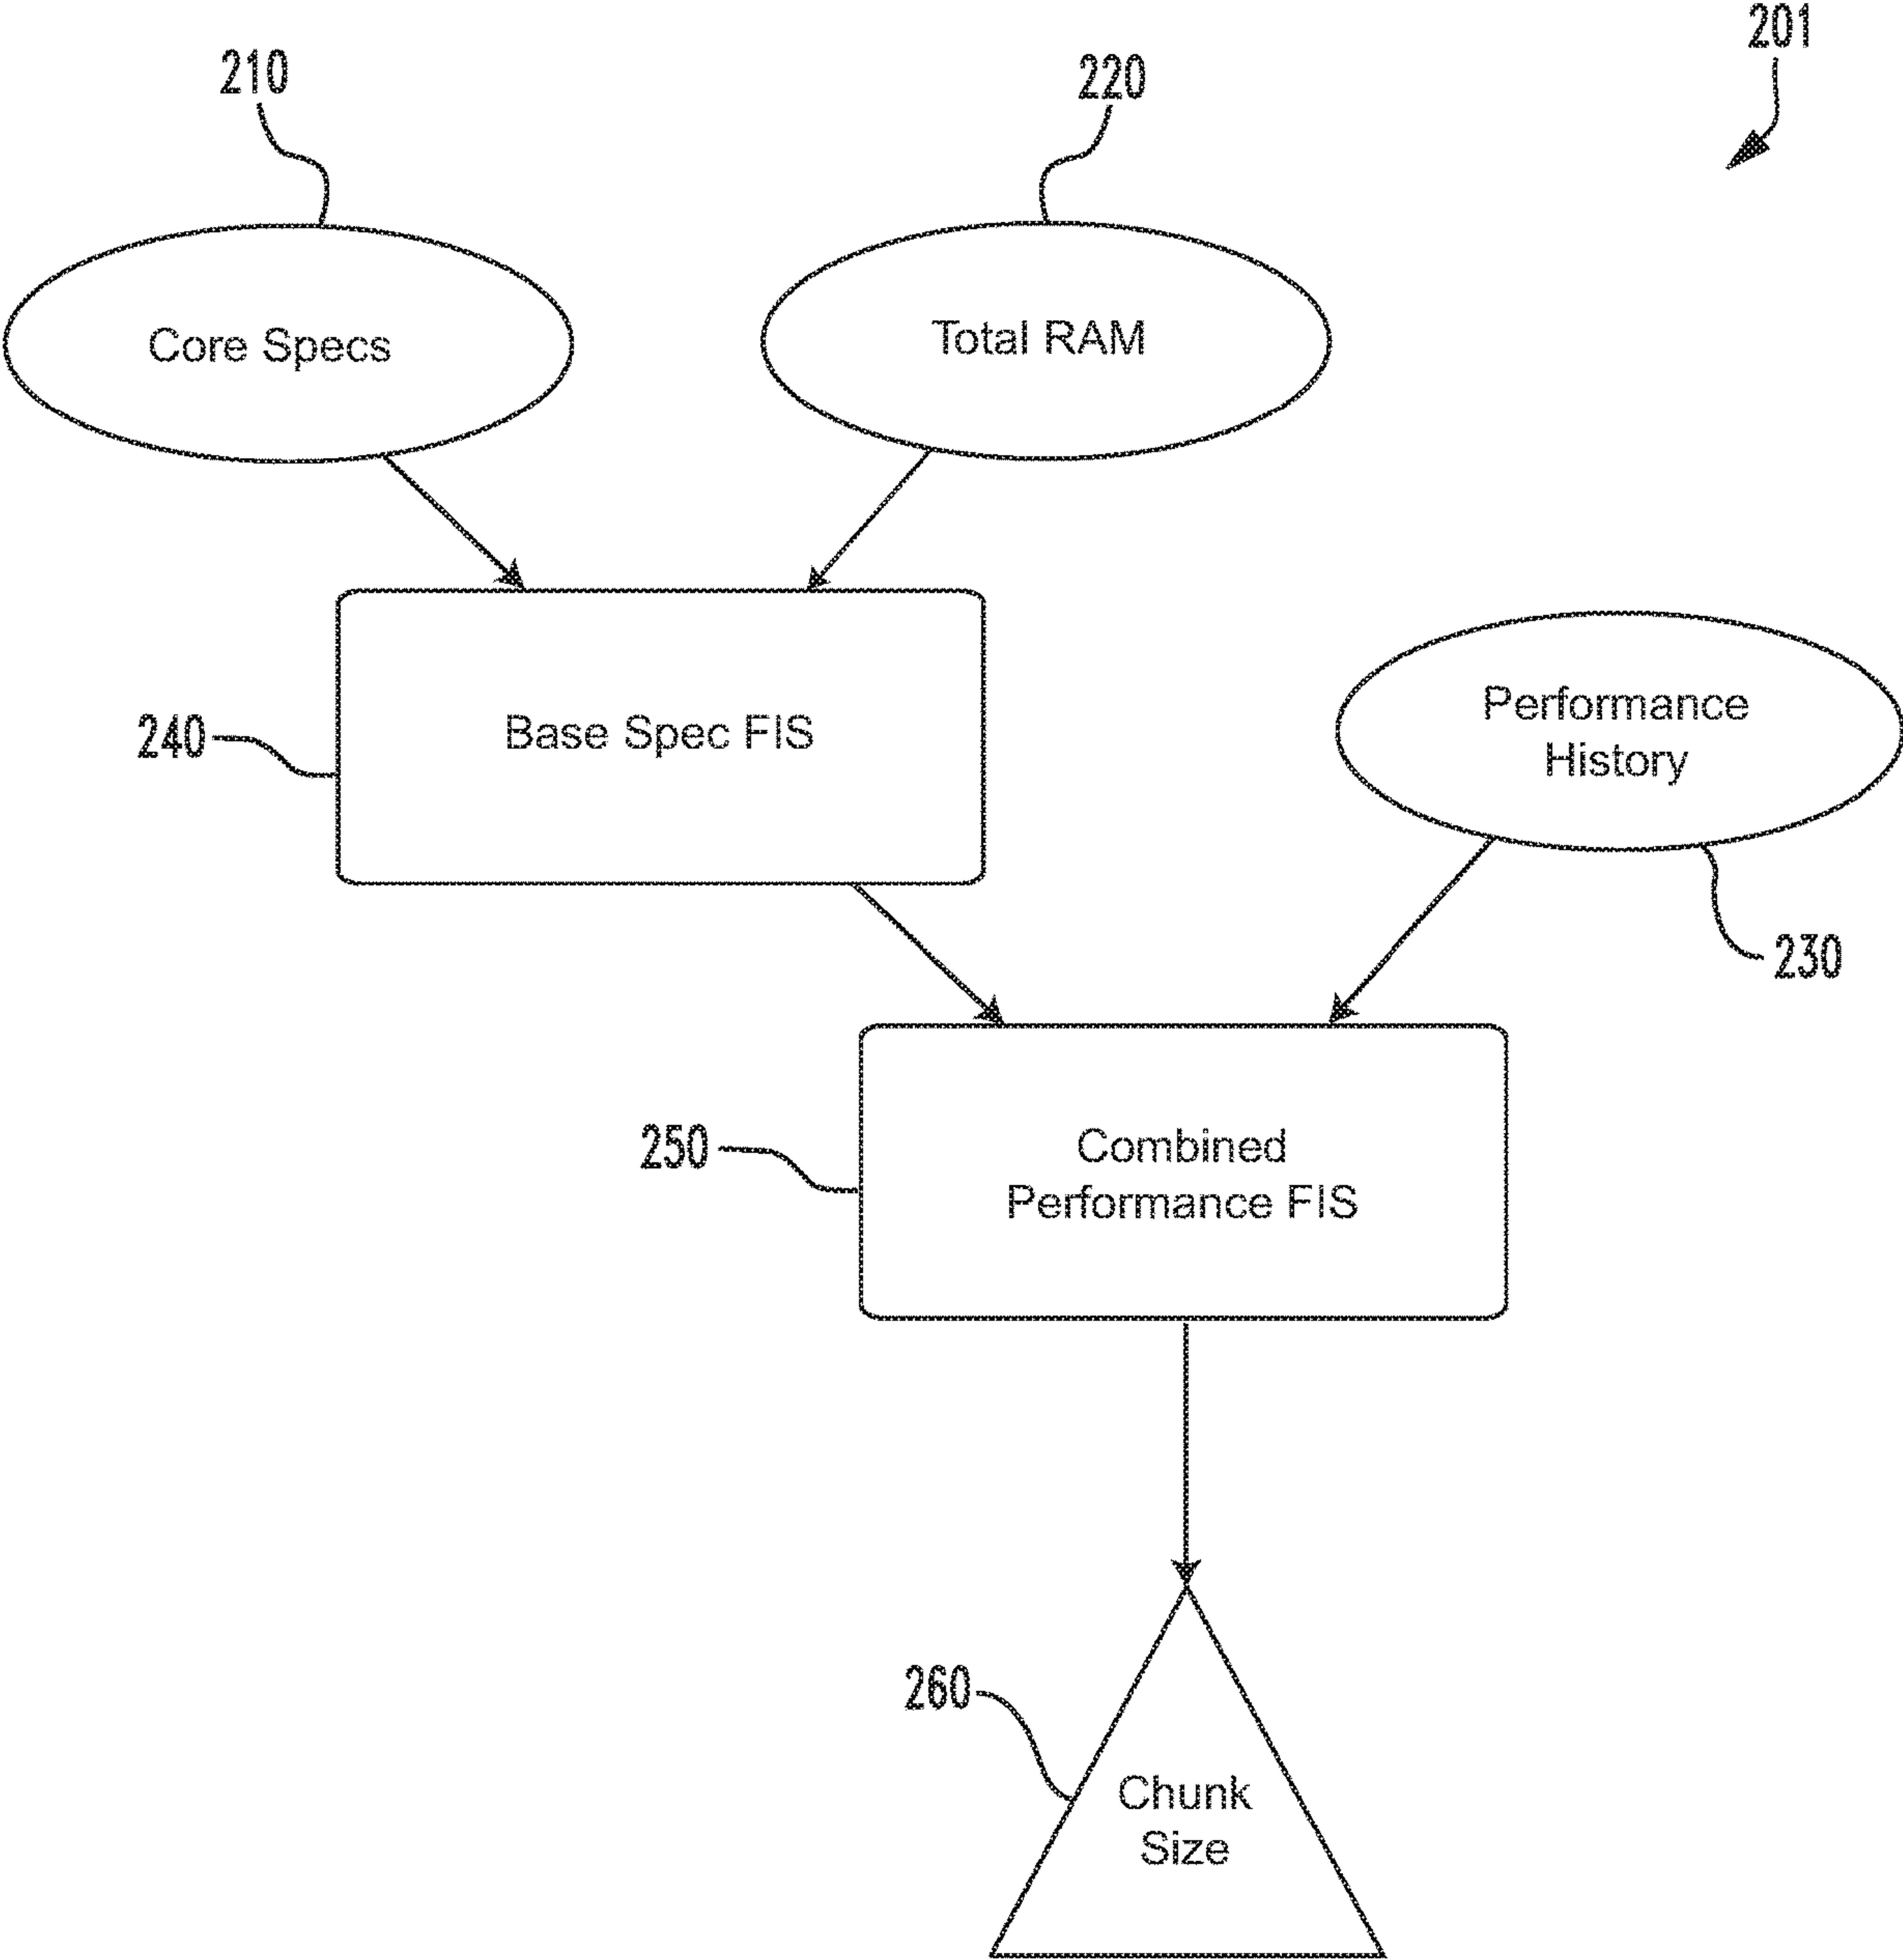 201
210
220
Core Specs
Total RAM
240
Base Spec FIS
Performance
History
230
250
Combined
Performance FIS
260
Chunk
Size